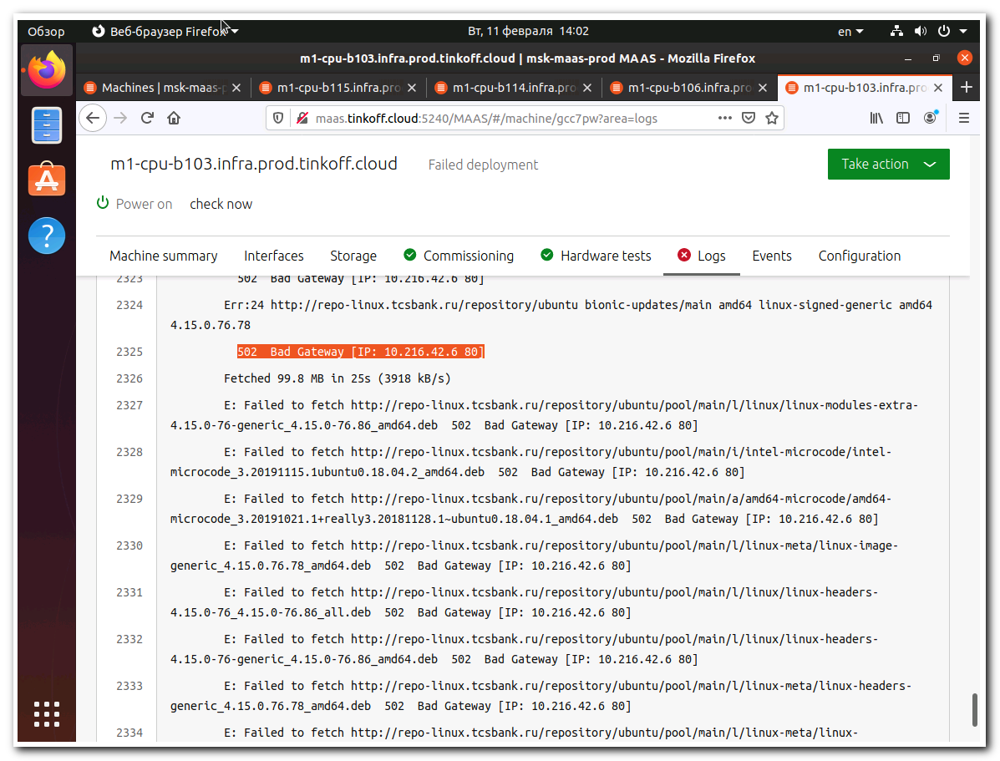 Обзор
Веб-браузер Firefox
Вт, 11 февраля 14:02
en
m1-cpu-b103.infra.prod.tinkoff.cloud | msk-maas-prod MAAS - Mozilla Firefox
Machines | msk-maas-p
m1-cpu-b115.infra.pro
m1-cpu-b114.infra.pro
m1-cpu-b106.infra.pro
m1-cpu-b103.infra.pro
maas.tinkoff.cloud:5240/MAAS/#/machine/gcc7pw?area=logs
m1-cpu-b103.infra.prod.tinkoff.cloud
Failed deployment
Take action
Power on
check now
Machine summary
Interfaces
Storage
Commissioning
Hardware tests
Logs
Events
Configuration
2323 502 Bad Gateway [IP: 10.216.42.6 80]
2324 Err:24 http://repo-linux.tcsbank.ru/repository/ubuntu bionic-updates/main amd64 linux-signed-generic amd64
4.15.0.76.78
2325 502 Bad Gateway [IP: 10.216.42.6 80]
2326 Fetched 99.8 MB in 25s (3918 kB/s)
2327 E: Failed to fetch http://repo-linux.tcsbank.ru/repository/ubuntu/pool/main/l/linux/linux-modules-extra-
4.15.0-76-generic_4.15.0-76.86_amd64.deb 502 Bad Gateway [IP: 10.216.42.6 80]
2328 E: Failed to fetch http://repo-linux.tcsbank.ru/repository/ubuntu/pool/main/i/intel-microcode/intel-
microcode_3.20191115.1ubuntu0.18.04.2_amd64.deb 502 Bad Gateway [IP: 10.216.42.6 80]
2329 E: Failed to fetch http://repo-linux.tcsbank.ru/repository/ubuntu/pool/main/a/amd64-microcode/amd64-
microcode_3.20191021.1+really3.20181128.1~ubuntu0.18.04.1_amd64.deb 502 Bad Gateway [IP: 10.216.42.6 80]
2330 E: Failed to fetch http://repo-linux.tcsbank.ru/repository/ubuntu/pool/main/l/linux-meta/linux-image-
generic_4.15.0.76.78_amd64.deb 502 Bad Gateway [IP: 10.216.42.6 80]
2331 E: Failed to fetch http://repo-linux.tcsbank.ru/repository/ubuntu/pool/main/l/linux/linux-headers-
4.15.0-76_4.15.0-76.86_all.deb 502 Bad Gateway [IP: 10.216.42.6 80]
2332 E: Failed to fetch http://repo-linux.tcsbank.ru/repository/ubuntu/pool/main/l/linux/linux-headers-
4.15.0-76-generic_4.15.0-76.86_amd64.deb 502 Bad Gateway [IP: 10.216.42.6 80]
2333 E: Failed to fetch http://repo-linux.tcsbank.ru/repository/ubuntu/pool/main/l/linux-meta/linux-headers-
generic_4.15.0.76.78_amd64.deb 502 Bad Gateway [IP: 10.216.42.6 80]
2334 E: Failed to fetch http://repo-linux.tcsbank.ru/repository/ubuntu/pool/main/l/linux-meta/linux-